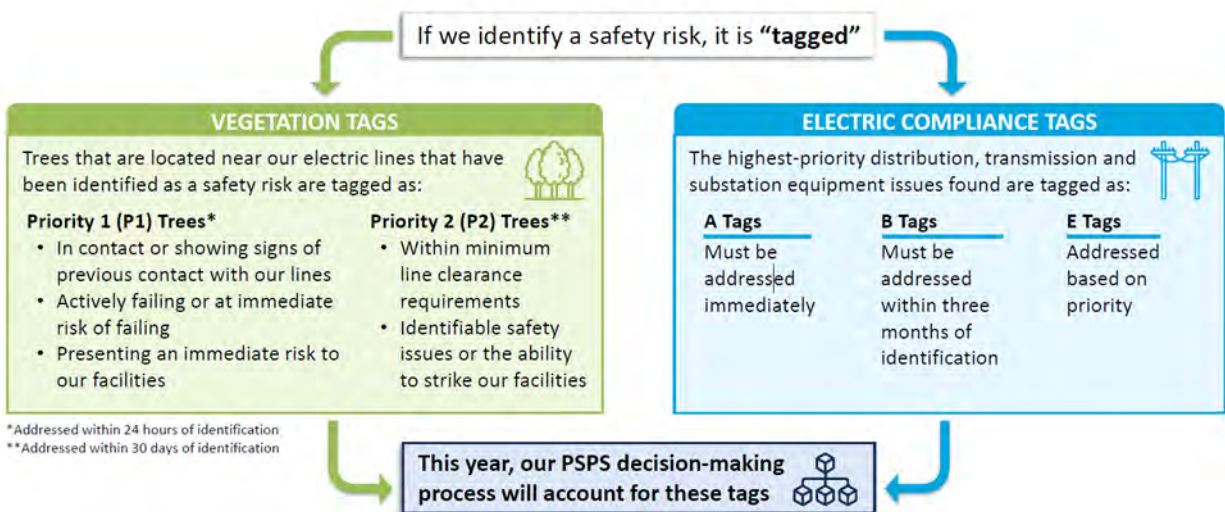 If we identify a safety risk, it is “tagged”
VEGETATION TAGS
Trees that are located near our electric lines that have
been identified as a safety risk are tagged as:
Priority 1 (P1) Trees*
• In contact or showing signs of
previous contact with our lines
• Actively failing or at immediate
risk of failing
• Presenting an immediate risk to
our facilities
Priority 2 (P2) Trees**
• Within minimum
line clearance
requirements
• Identifiable safety
issues or the ability
to strike our facilities
*Addressed within 24 hours of identification
**Addressed within 30 days of identification
ELECTRIC COMPLIANCE TAGS
The highest-priority distribution, transmission and
substation equipment issues found are tagged as:
A Tags
Must be
addressed
immediately
B Tags
Must be
addressed
within three
months of
identification
E Tags
Addressed
based on
priority
This year, our PSPS decision-making
process will account for these tags